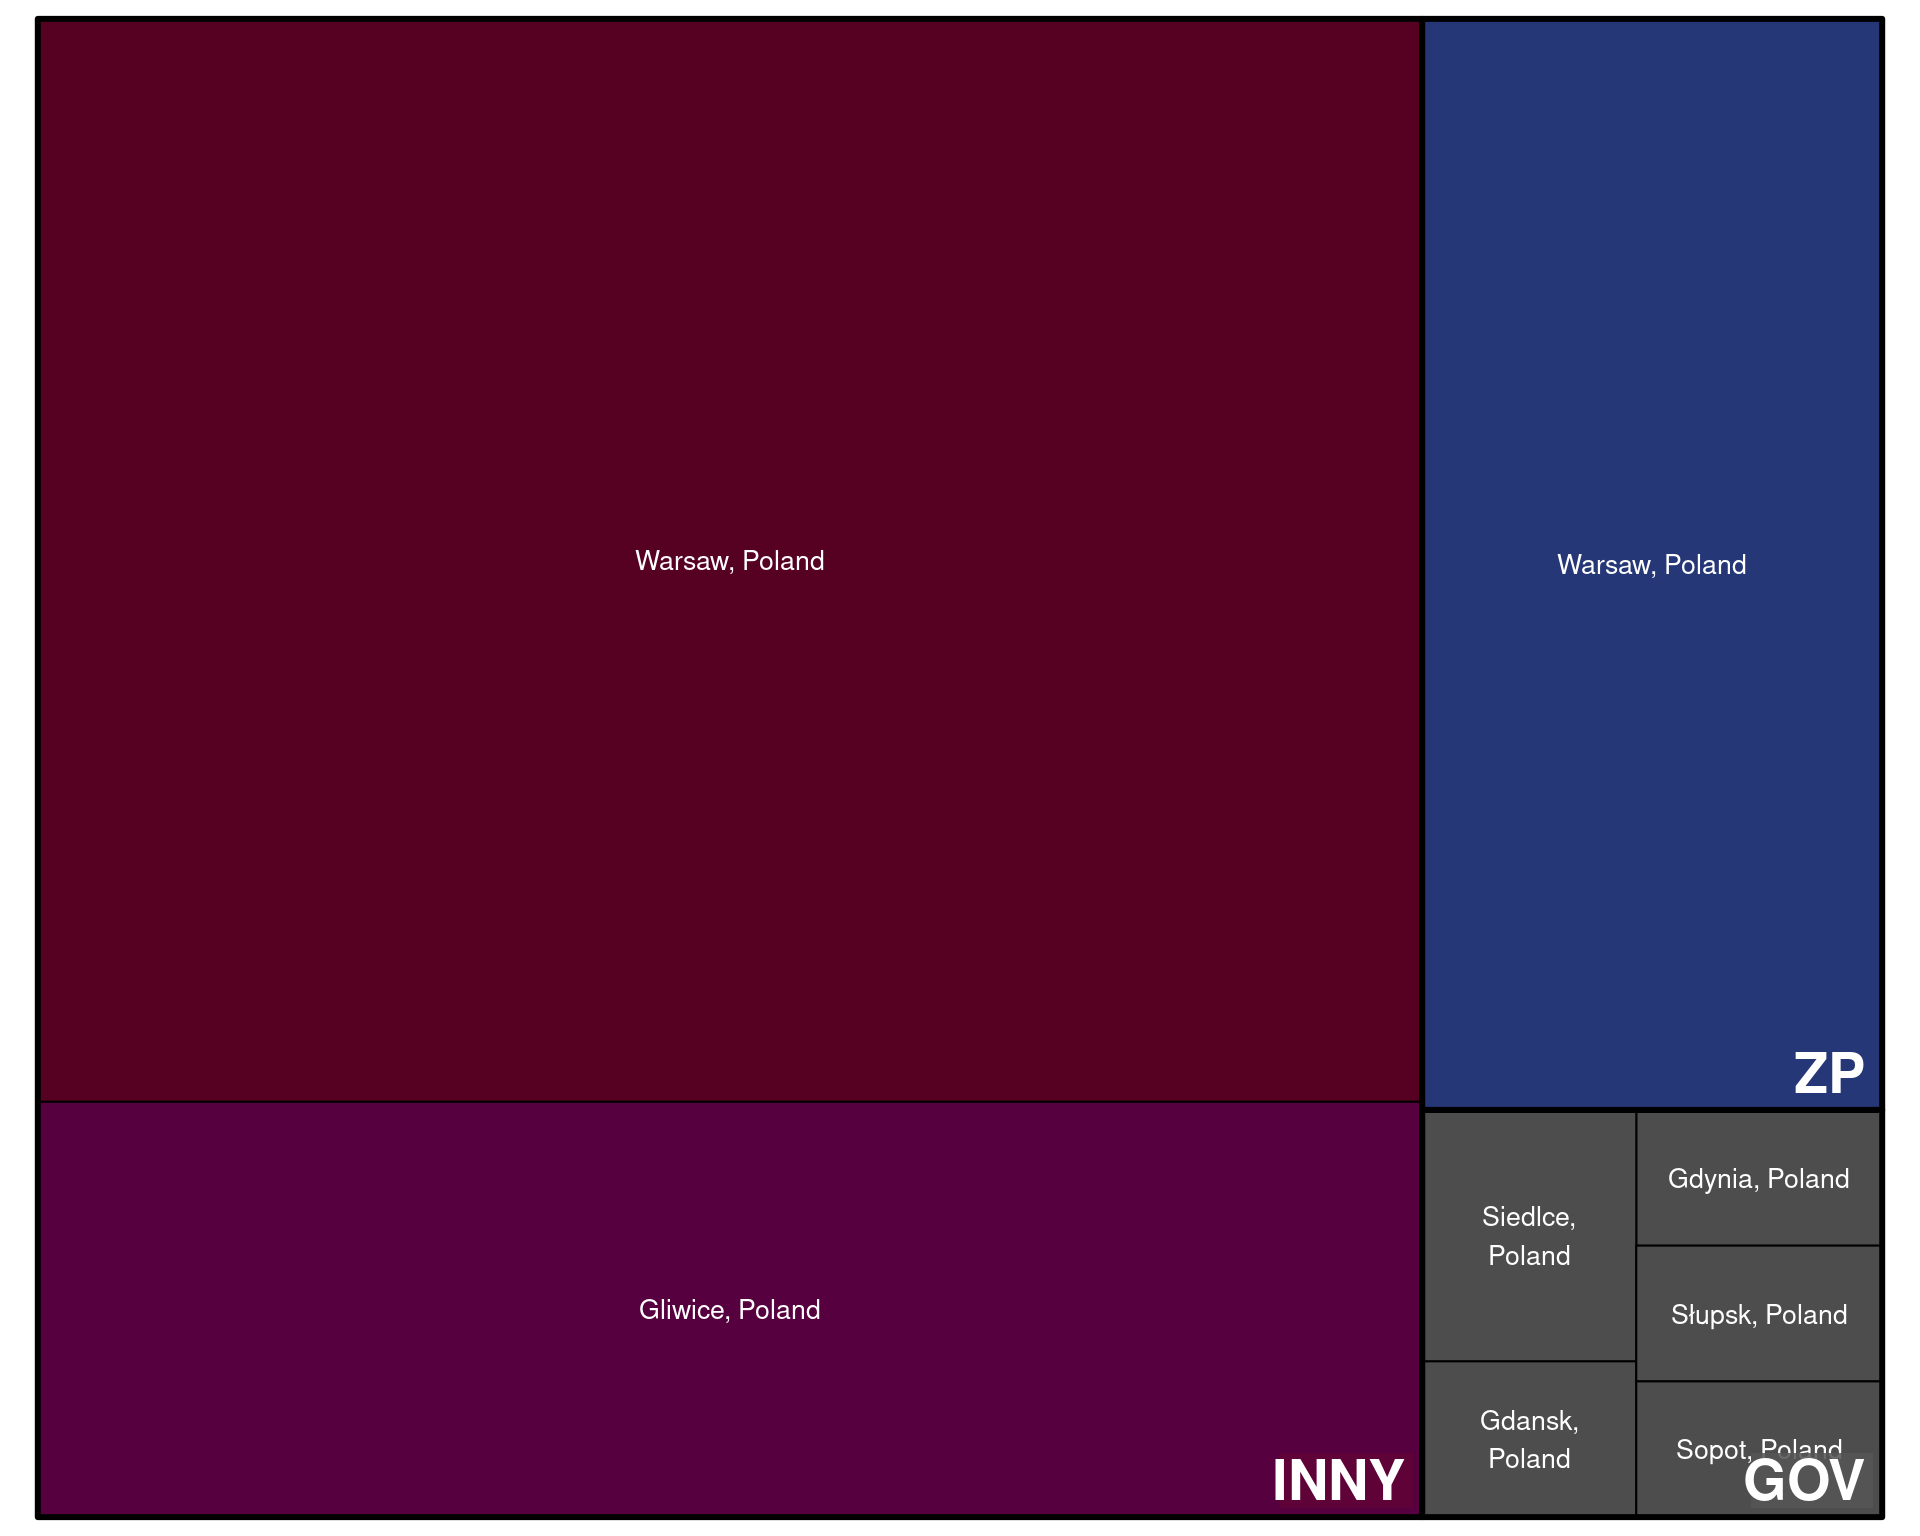 Warsaw, Poland
Gliwice, Poland
INNY
Warsaw, Poland
ZP
Siedlce,
Poland
Gdansk,
Poland
Gdynia, Poland
Słupsk, Poland
Sopot, Poland
GOV